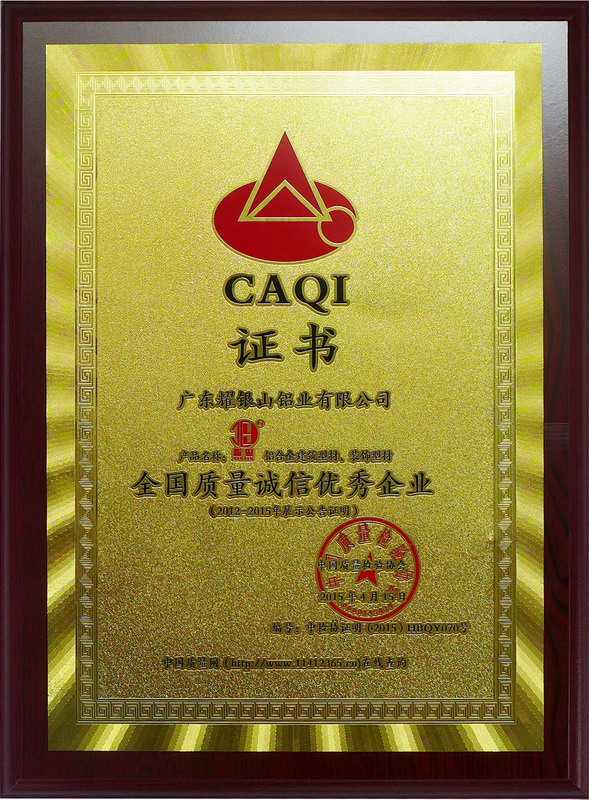 CAQI
证书
广东耀银山铝业有限公司
产品名称： 铝合金建筑型材、装饰型材
全国质量诚信优秀企业
（2012-2015年展示公告证明）
中国质量检验协会
2015年4月15日
编号：中检协证明（2015）HBQY070号
中国质量网（http://www.11412365.cn)在线查询